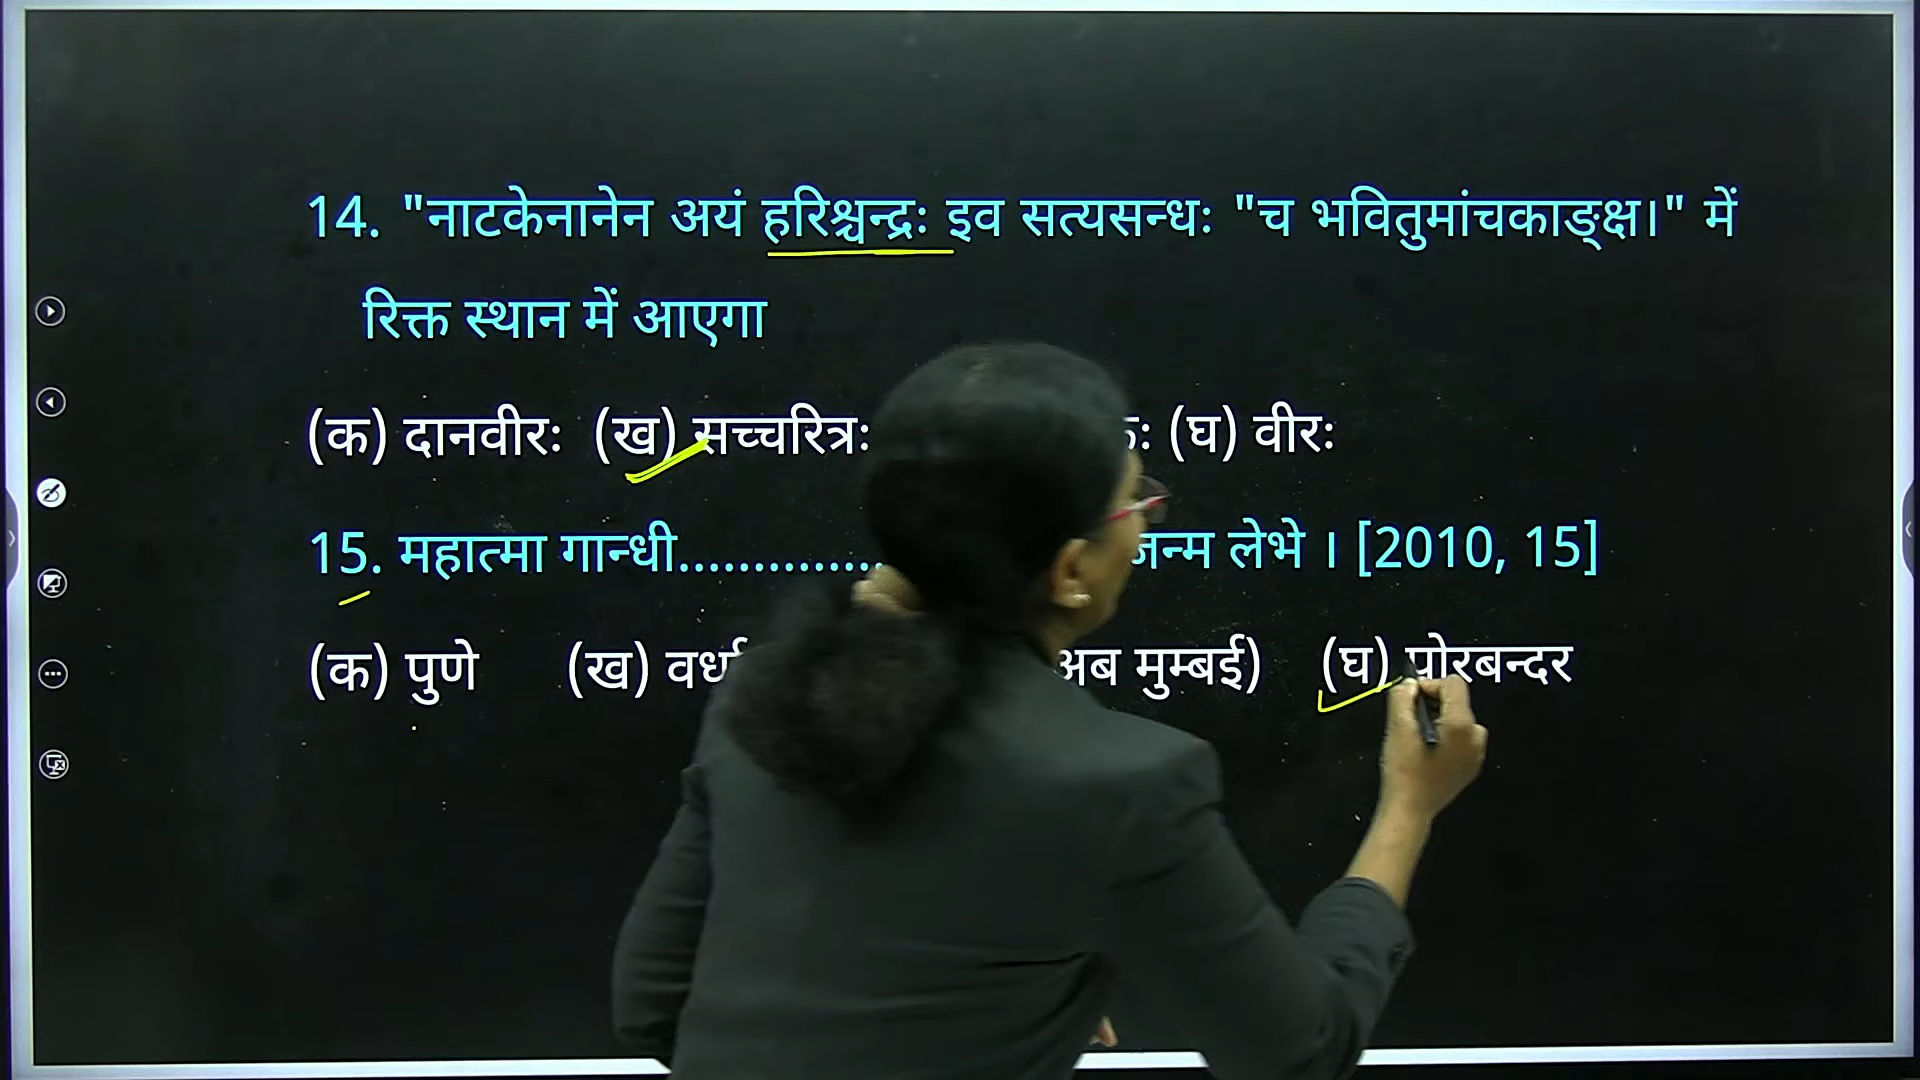 14. "नाटकेनानेन अयं हरिश्चन्द्रः इव सत्यसन्धः "च भवितुमांचकाङ्क्ष।" में
रिक्त स्थान में आएगा
(क) दानवीरः (ख) सच्चरित्रः (घ) वीरः
15. महात्मा गान्धी.............. जन्म लेभे । [2010, 15]
(क) पुणे (ख) अब मुम्बई) (घ) पोरबन्दर